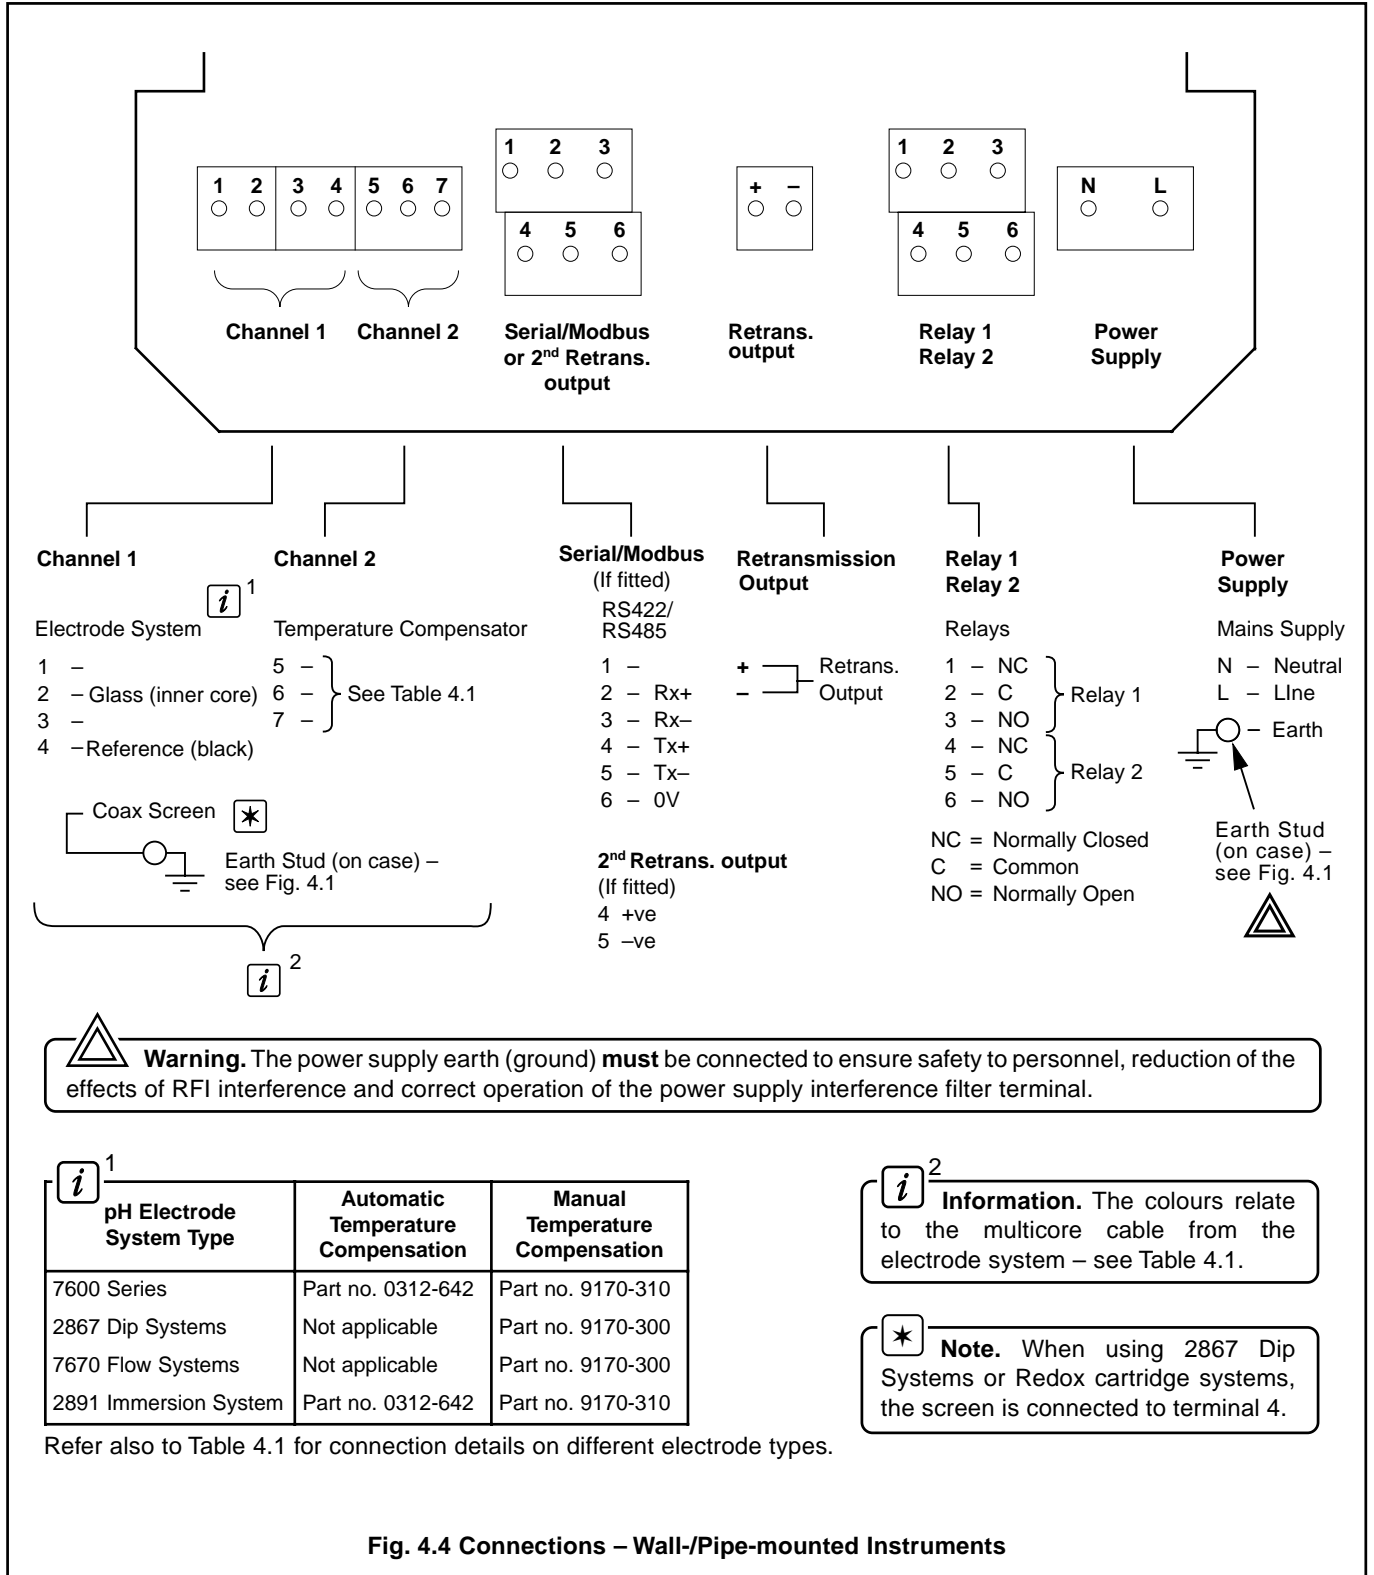 1 2 3 4 5 6 7
1 2 3
4 5 6
+ –
1 2 3
4 5 6
N L
Channel 1
Channel 2
Serial/Modbus
or 2nd Retrans.
output
Retrans.
output
Relay 1
Relay 2
Power
Supply
Channel 1
i 1
Electrode System
1 –
2 – Glass (inner core)
3 –
4 – Reference (black)
Coax Screen
Earth Stud (on case) –
see Fig. 4.1
Channel 2
Temperature Compensator
5 –
6 – See Table 4.1
7 –
i 2
Serial/Modbus
(If fitted)
RS422/
RS485
1 –
2 – Rx+
3 – Rx–
4 – Tx+
5 – Tx–
6 – 0V
2nd Retrans. output
(If fitted)
4 +ve
5 –ve
Retransmission
Output
+ Retrans.
– Output
Relay 1
Relay 2
Relays
1 – NC
2 – C Relay 1
3 – NO
4 – NC
5 – C Relay 2
6 – NO
NC = Normally Closed
C = Common
NO = Normally Open
Power
Supply
Mains Supply
N – Neutral
L – LIne
– Earth
Earth Stud
(on case) –
see Fig. 4.1
Warning. The power supply earth (ground) must be connected to ensure safety to personnel, reduction of the
effects of RFI interference and correct operation of the power supply interference filter terminal.
i 1
pH Electrode
System Type
Automatic
Temperature
Compensation
Manual
Temperature
Compensation
7600 Series Part no. 0312-642 Part no. 9170-310
2867 Dip Systems Not applicable Part no. 9170-300
7670 Flow Systems Not applicable Part no. 9170-300
2891 Immersion System Part no. 0312-642 Part no. 9170-310
Refer also to Table 4.1 for connection details on different electrode types.
i 2
Information. The colours relate
to the multicore cable from the
electrode system – see Table 4.1.
Note. When using 2867 Dip
Systems or Redox cartridge systems,
the screen is connected to terminal 4.
Fig. 4.4 Connections – Wall-/Pipe-mounted Instruments